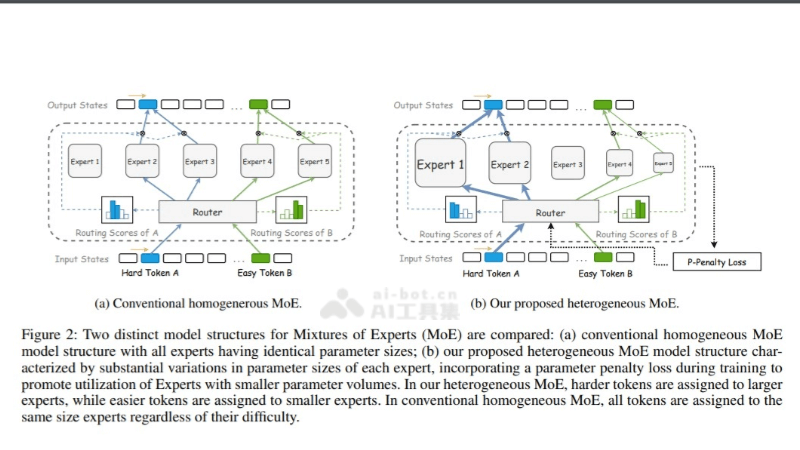 Output States
...
Expert 1
Expert 2
Expert 3
Expert 4
Expert 5
Router
Routing Scores of A
Routing Scores of B
Input States
...
Hard Token A
Easy Token B
(a) Conventional homogenerous MoE.
Output States
...
Expert 1
Expert 2
Expert 3
Expert 4
Expert 5
Router
Routing Scores of A
Routing Scores of B
Input States
...
Hard Token A
Easy Token B
P-Penalty Loss
(b) Our proposed heterogeneous MoE.
ai-bot.cn
AI工具集
Figure 2: Two distinct model structures for Mixtures of Experts (MoE) are compared: (a) conventional homogeneous MoE
model structure with all experts having identical parameter sizes; (b) our proposed heterogeneous MoE model structure char-
acterized by substantial variations in parameter sizes of each expert, incorporating a parameter penalty loss during training to
promote utilization of Experts with smaller parameter volumes. In our heterogeneous MoE, harder tokens are assigned to larger
experts, while easier tokens are assigned to smaller experts. In conventional homogeneous MoE, all tokens are assigned to the
same size experts regardless of their difficulty.